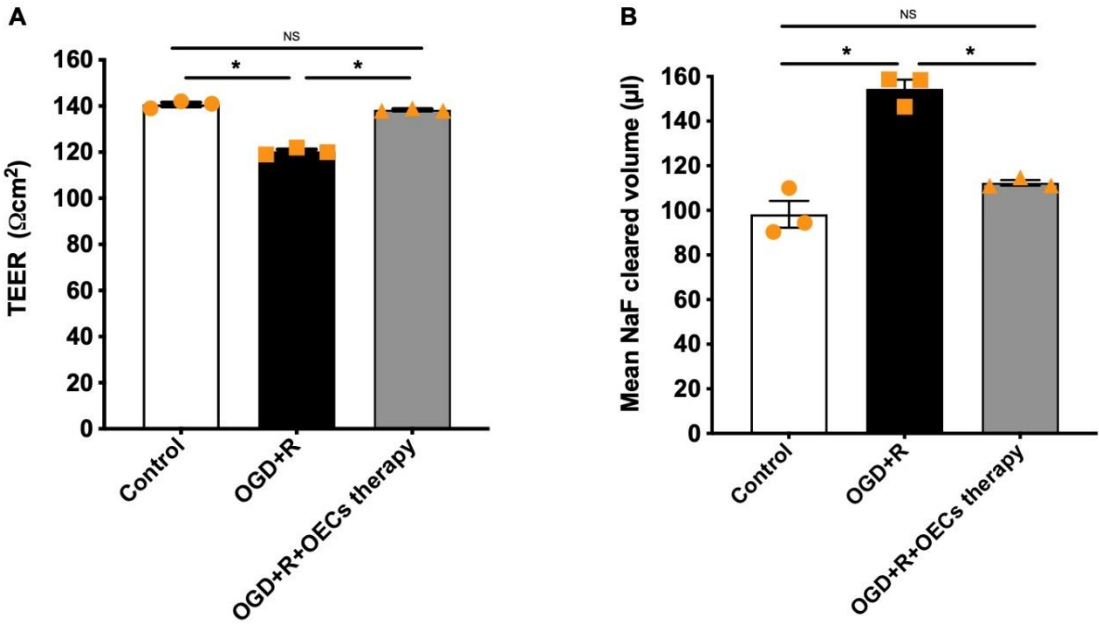 A
NS
*
*
160
140
120
100
80
60
40
20
0
TEER (Ωcm²)
Control
OGD+R
OGD+R+OECs therapy
B
NS
*
*
160
140
120
100
80
60
40
20
0
Mean NaF cleared volume (µl)
Control
OGD+R
OGD+R+OECs therapy